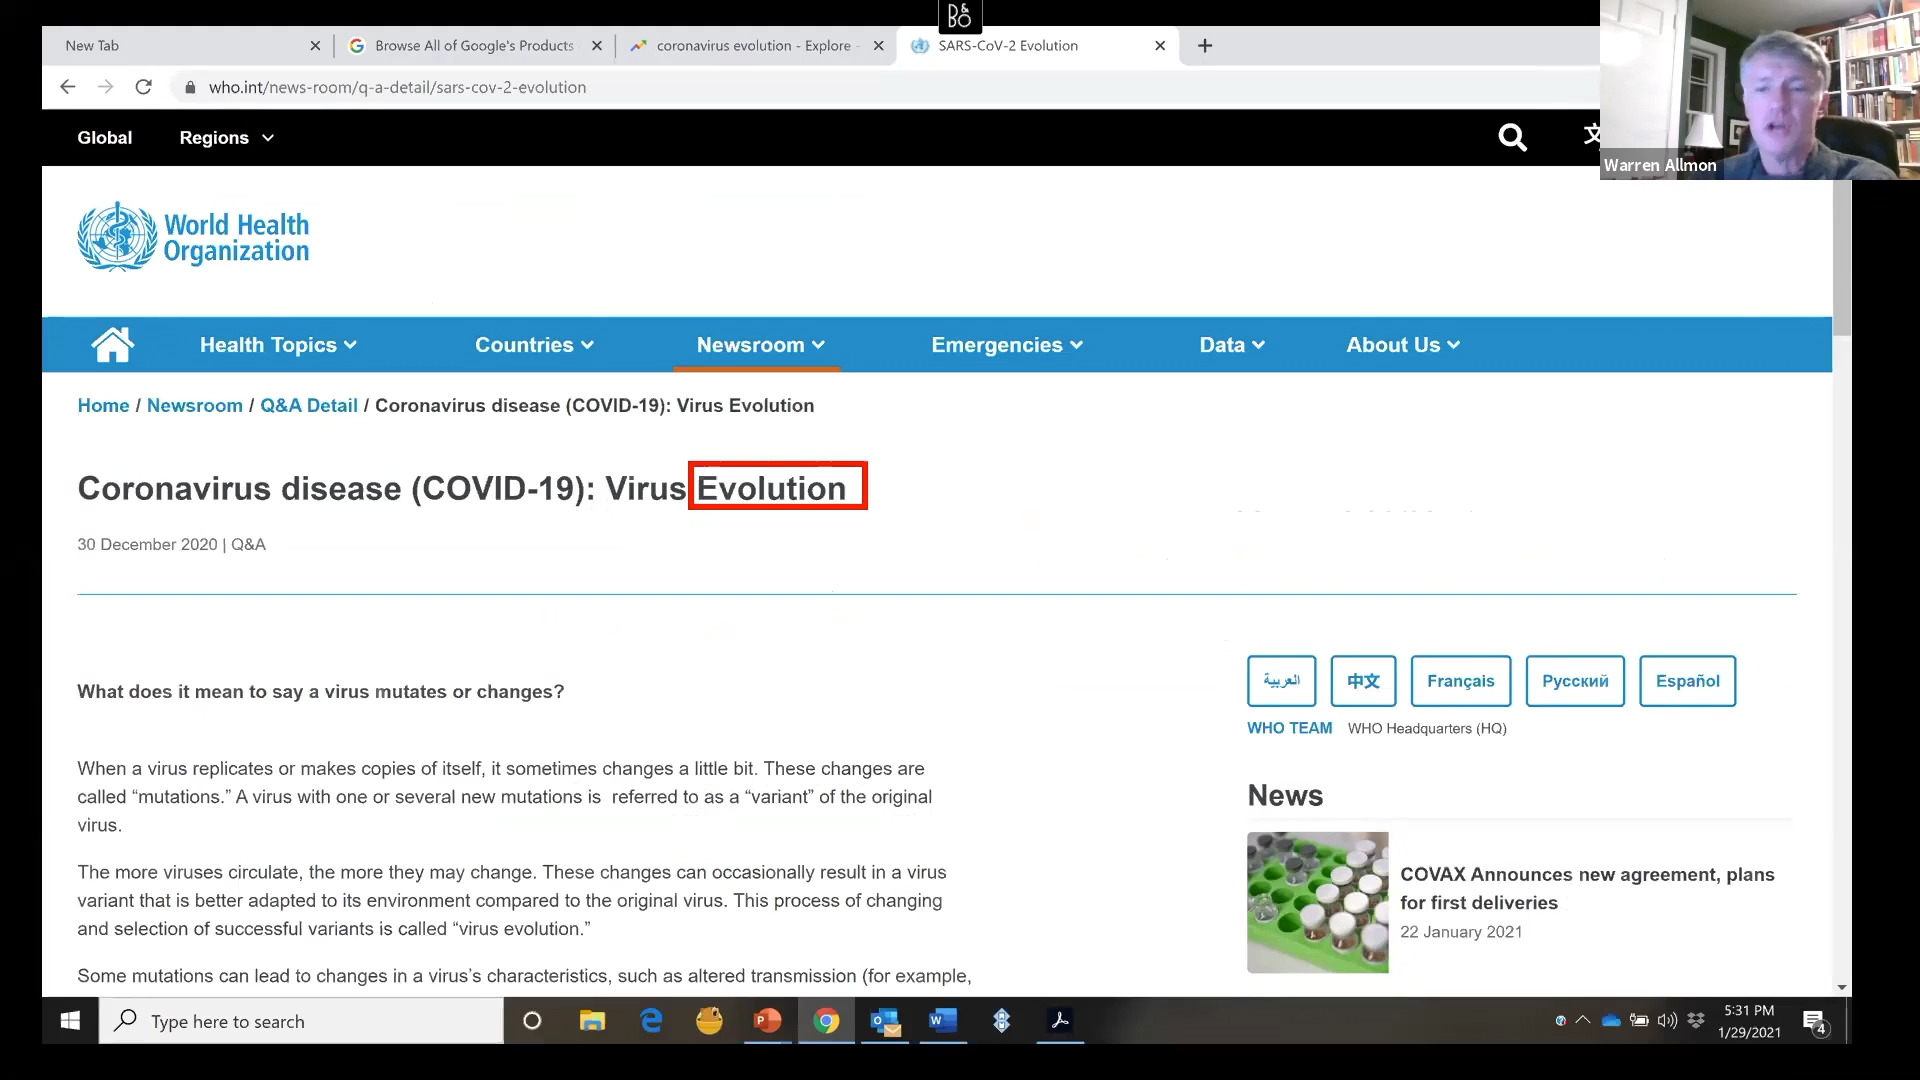 B&O
New Tab
Browse All of Google's Products
coronavirus evolution - Explore -
SARS-CoV-2 Evolution
who.int/news-room/q-a-detail/sars-cov-2-evolution
Warren Allmon
Global Regions
文
World Health
Organization
Health Topics Countries Newsroom Emergencies Data About Us
Home / Newsroom / Q&A Detail / Coronavirus disease (COVID-19): Virus Evolution
Coronavirus disease (COVID-19): Virus Evolution
30 December 2020 | Q&A
What does it mean to say a virus mutates or changes?
When a virus replicates or makes copies of itself, it sometimes changes a little bit. These changes are
called “mutations.” A virus with one or several new mutations is referred to as a “variant” of the original
virus.
The more viruses circulate, the more they may change. These changes can occasionally result in a virus
variant that is better adapted to its environment compared to the original virus. This process of changing
and selection of successful variants is called “virus evolution.”
Some mutations can lead to changes in a virus’s characteristics, such as altered transmission (for example,
العربية 中文 Français Русский Español
WHO TEAM WHO Headquarters (HQ)
News
COVAX Announces new agreement, plans
for first deliveries
22 January 2021
Type here to search
5:31 PM
1/29/2021
4